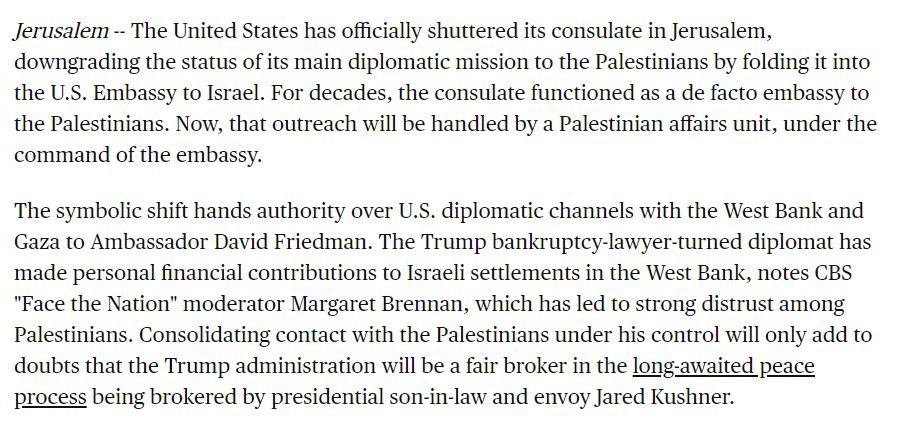 Jerusalem -- The United States has officially shuttered its consulate in Jerusalem,
downgrading the status of its main diplomatic mission to the Palestinians by folding it into
the U.S. Embassy to Israel. For decades, the consulate functioned as a de facto embassy to
the Palestinians. Now, that outreach will be handled by a Palestinian affairs unit, under the
command of the embassy.
The symbolic shift hands authority over U.S. diplomatic channels with the West Bank and
Gaza to Ambassador David Friedman. The Trump bankruptcy-lawyer-turned diplomat has
made personal financial contributions to Israeli settlements in the West Bank, notes CBS
"Face the Nation" moderator Margaret Brennan, which has led to strong distrust among
Palestinians. Consolidating contact with the Palestinians under his control will only add to
doubts that the Trump administration will be a fair broker in the long-awaited peace
process being brokered by presidential son-in-law and envoy Jared Kushner.